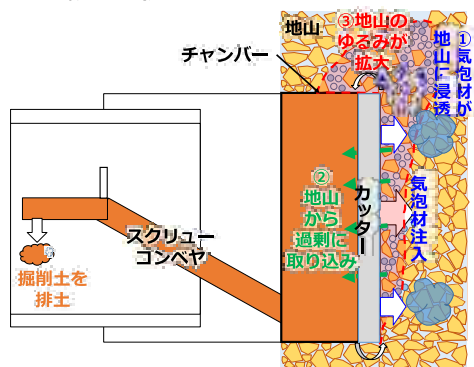 地山
③地山の
ゆるみが
拡大
①気泡材が
地山に浸透
チャンバー
②
地山
から
過剰に
取り込み
カッター
気泡材注入
スクリュー
コンベヤ
掘削土を
排土